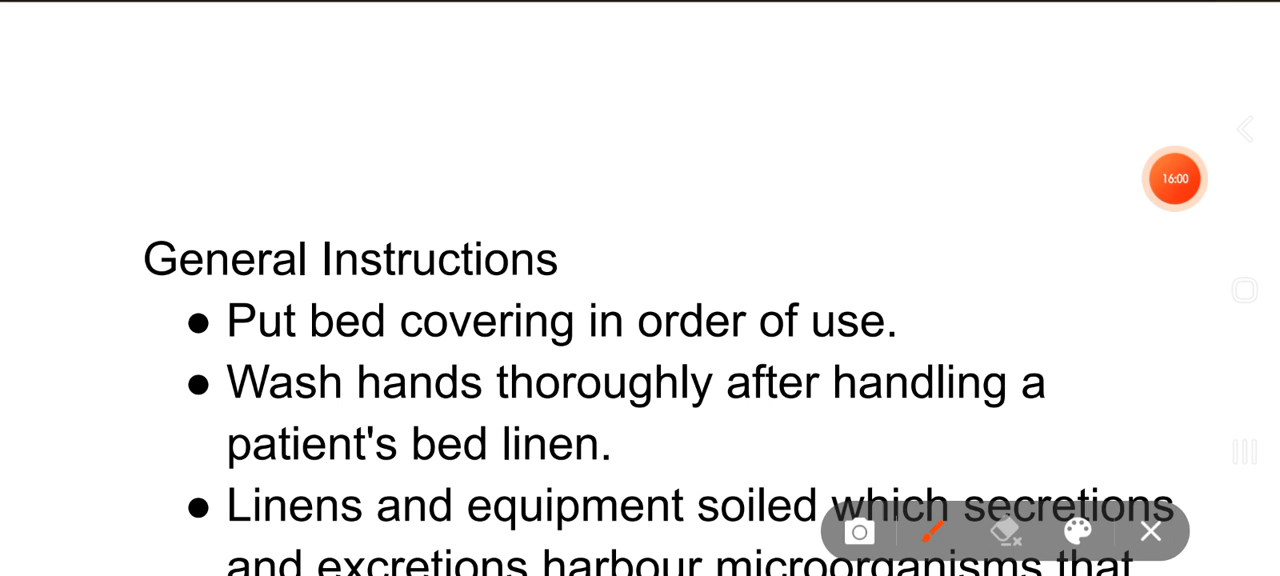 16:00
General Instructions
● Put bed covering in order of use.
● Wash hands thoroughly after handling a
patient's bed linen.
● Linens and equipment soiled which secretions
and excretions harbour microorganisms that